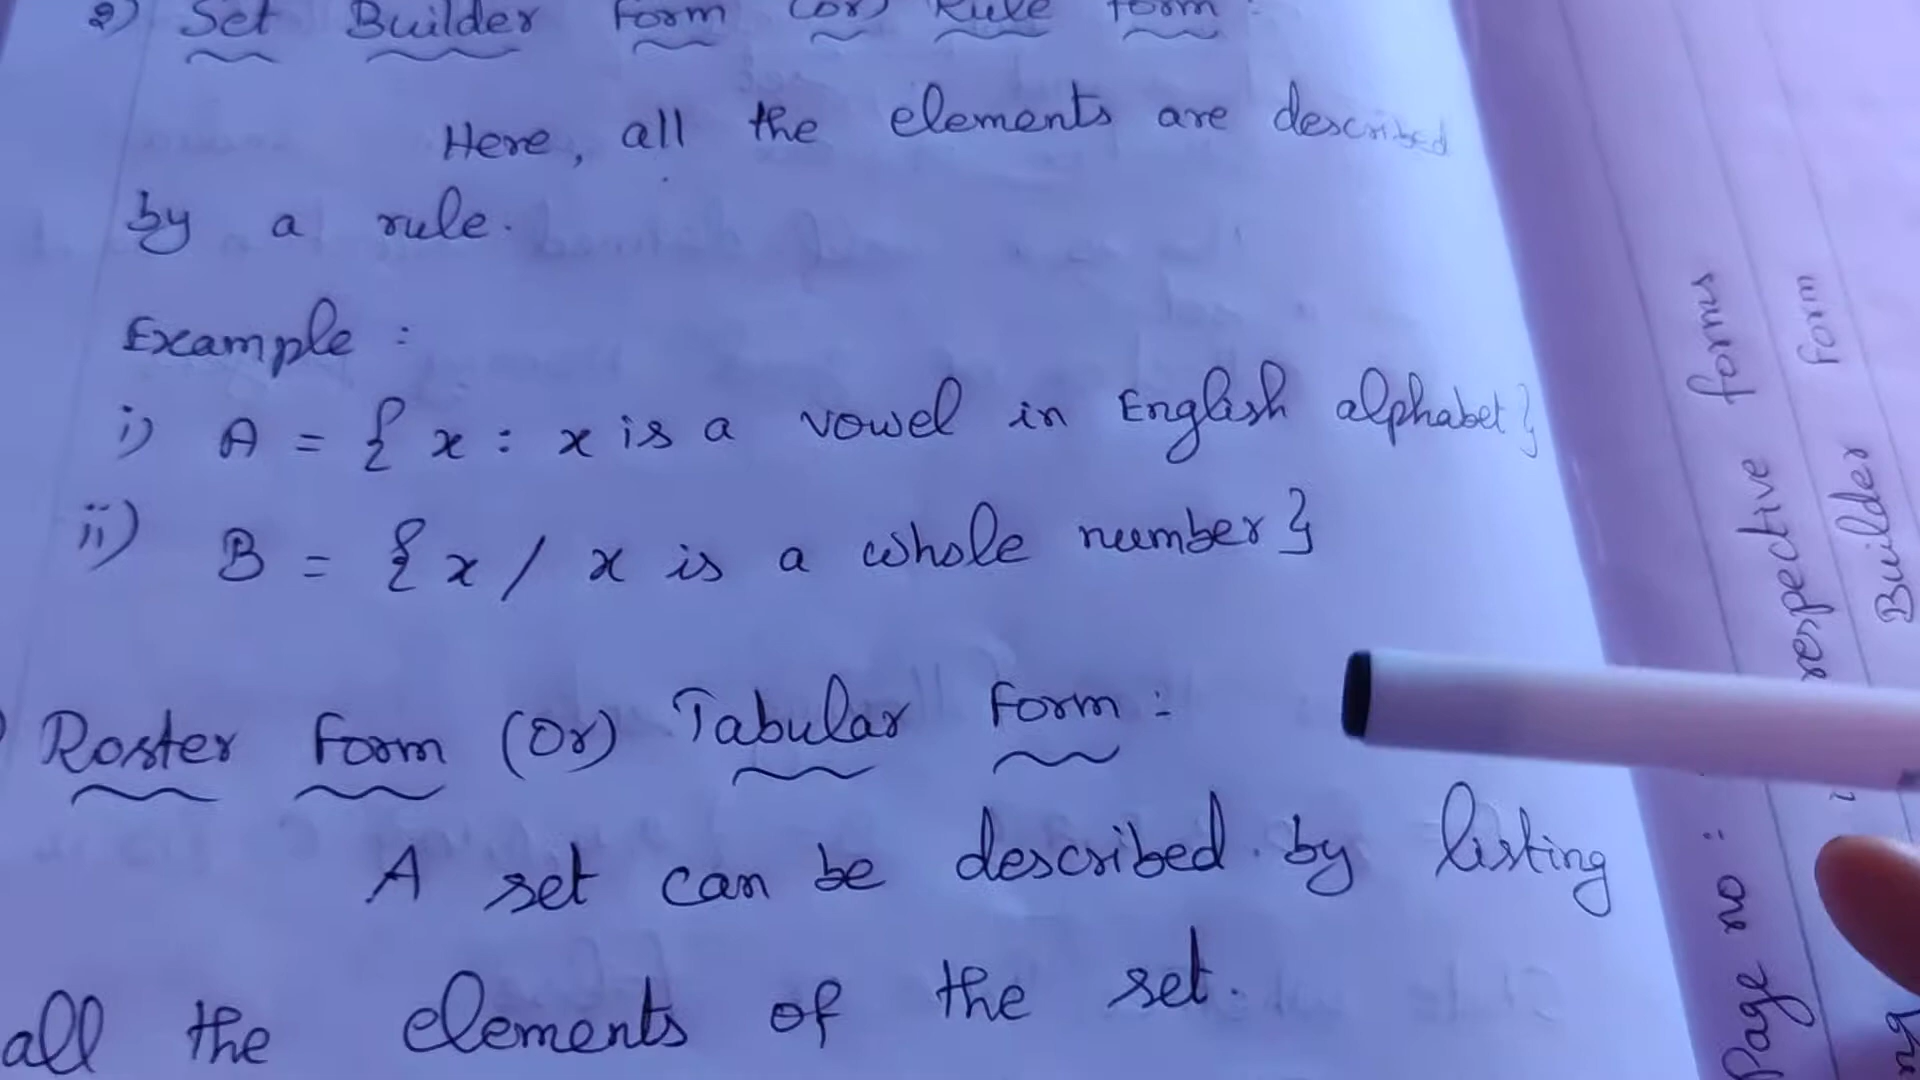 2) Set Builder Form (or) Rule form :
Here, all the elements are described
by a rule.
Example :
i) A = { x : x is a vowel in English alphabet }
ii) B = { x / x is a whole number }
) Roster Form (Or) Tabular Form :
A set can be described by listing
all the elements of the set.
Page no :
respective forms
Builder form